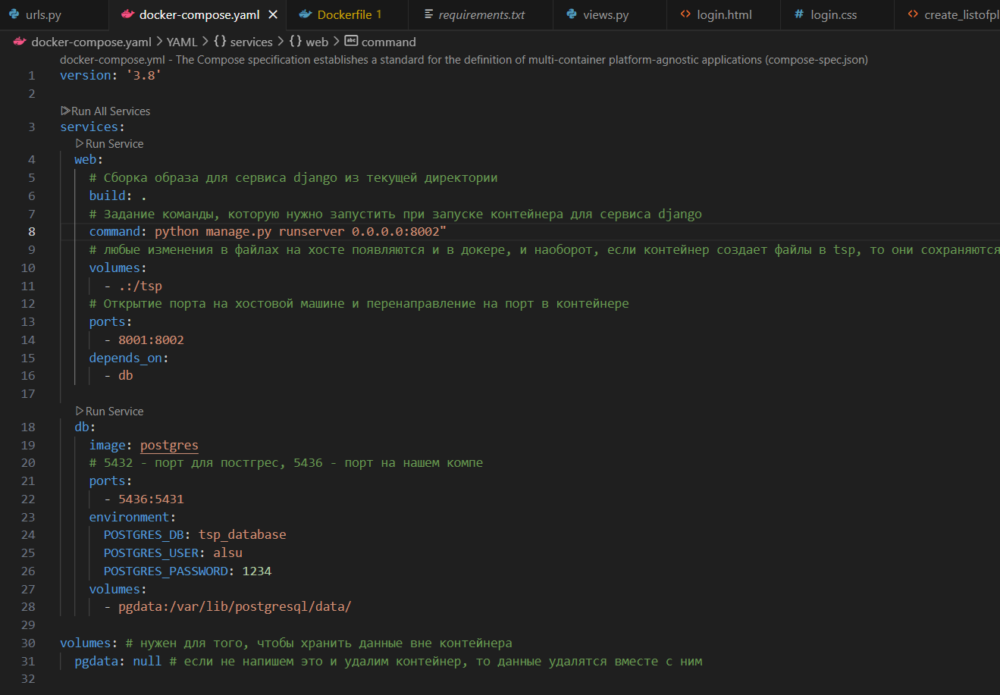 urls.py docker-compose.yaml Dockerfile 1 requirements.txt views.py login.html login.css create_listofpl
docker-compose.yaml > YAML > {} services > {} web > abc command
docker-compose.yml - The Compose specification establishes a standard for the definition of multi-container platform-agnostic applications (compose-spec.json)
1 version: '3.8'
2
Run All Services
3 services:
Run Service
4 web:
5 # Сборка образа для сервиса django из текущей директории
6 build: .
7 # Задание команды, которую нужно запустить при запуске контейнера для сервиса django
8 command: python manage.py runserver 0.0.0.0:8002"
9 # любые изменения в файлах на хосте появляются и в докере, и наоборот, если контейнер создает файлы в tsp, то они сохраняются
10 volumes:
11 - .:/tsp
12 # Открытие порта на хостовой машине и перенаправление на порт в контейнере
13 ports:
14 - 8001:8002
15 depends_on:
16 - db
17
Run Service
18 db:
19 image: postgres
20 # 5432 - порт для постгрес, 5436 - порт на нашем компе
21 ports:
22 - 5436:5431
23 environment:
24 POSTGRES_DB: tsp_database
25 POSTGRES_USER: alsu
26 POSTGRES_PASSWORD: 1234
27 volumes:
28 - pgdata:/var/lib/postgresql/data/
29
30 volumes: # нужен для того, чтобы хранить данные вне контейнера
31 pgdata: null # если не напишем это и удалим контейнер, то данные удалятся вместе с ним
32